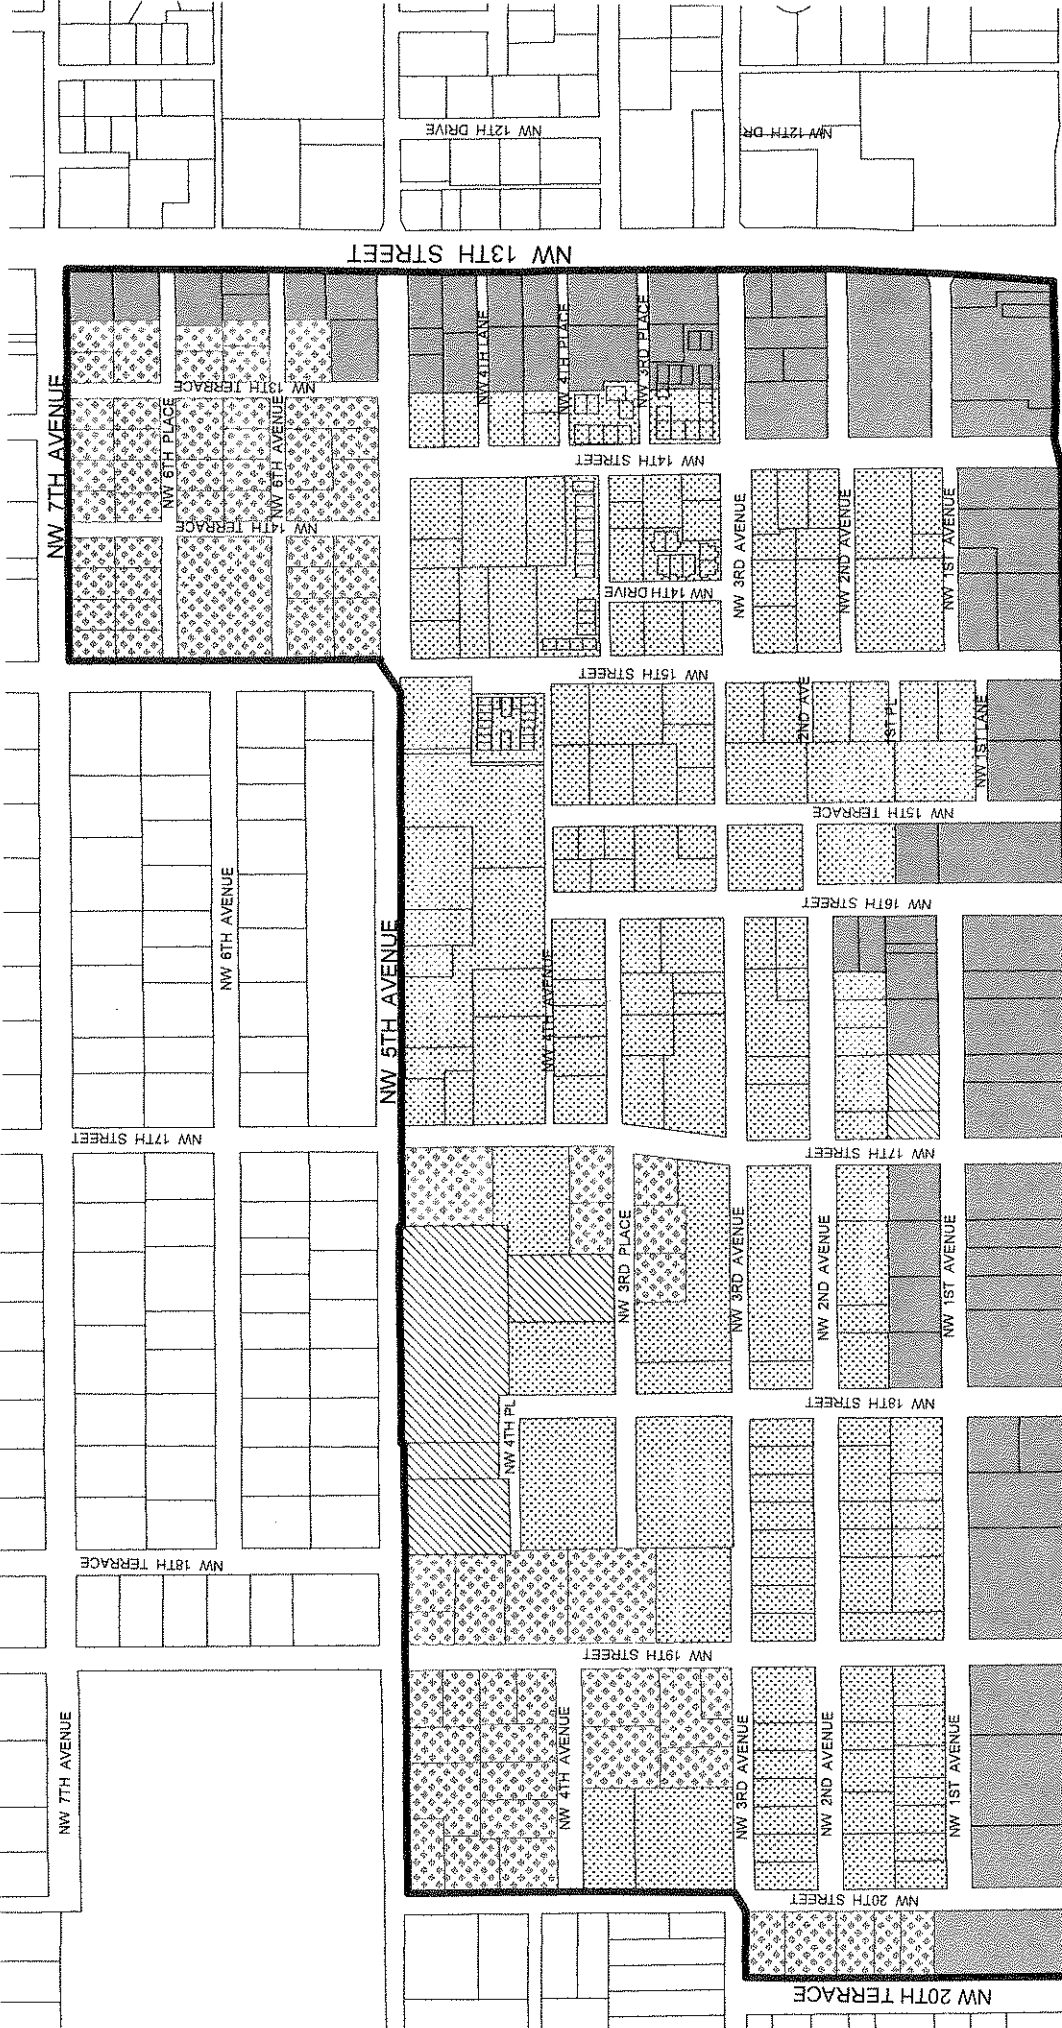 NW 12TH DRIVE
NW 12TH DR
NW 13TH STREET
NW 7TH AVENUE
NW 13TH TERRACE
NW 6TH PLACE
NW 6TH AVENUE
NW 14TH TERRACE
NW 4TH LANE
NW 4TH PLACE
NW 3RD PLACE
NW 14TH STREET
NW 3RD AVENUE
NW 2ND AVENUE
NW 1ST AVENUE
NW 14TH DRIVE
NW 15TH STREET
2ND AVE
1ST PL
NW 1ST LANE
NW 15TH TERRACE
NW 6TH AVENUE
NW 5TH AVENUE
NW 16TH STREET
NW 4TH AVENUE
NW 17TH STREET
NW 17TH STREET
NW 3RD PLACE
NW 3RD AVENUE
NW 2ND AVENUE
NW 1ST AVENUE
NW 4TH PL
NW 18TH STREET
NW 18TH TERRACE
NW 19TH STREET
NW 7TH AVENUE
NW 4TH AVENUE
NW 3RD AVENUE
NW 2ND AVENUE
NW 1ST AVENUE
NW 20TH STREET
NW 20TH TERRACE